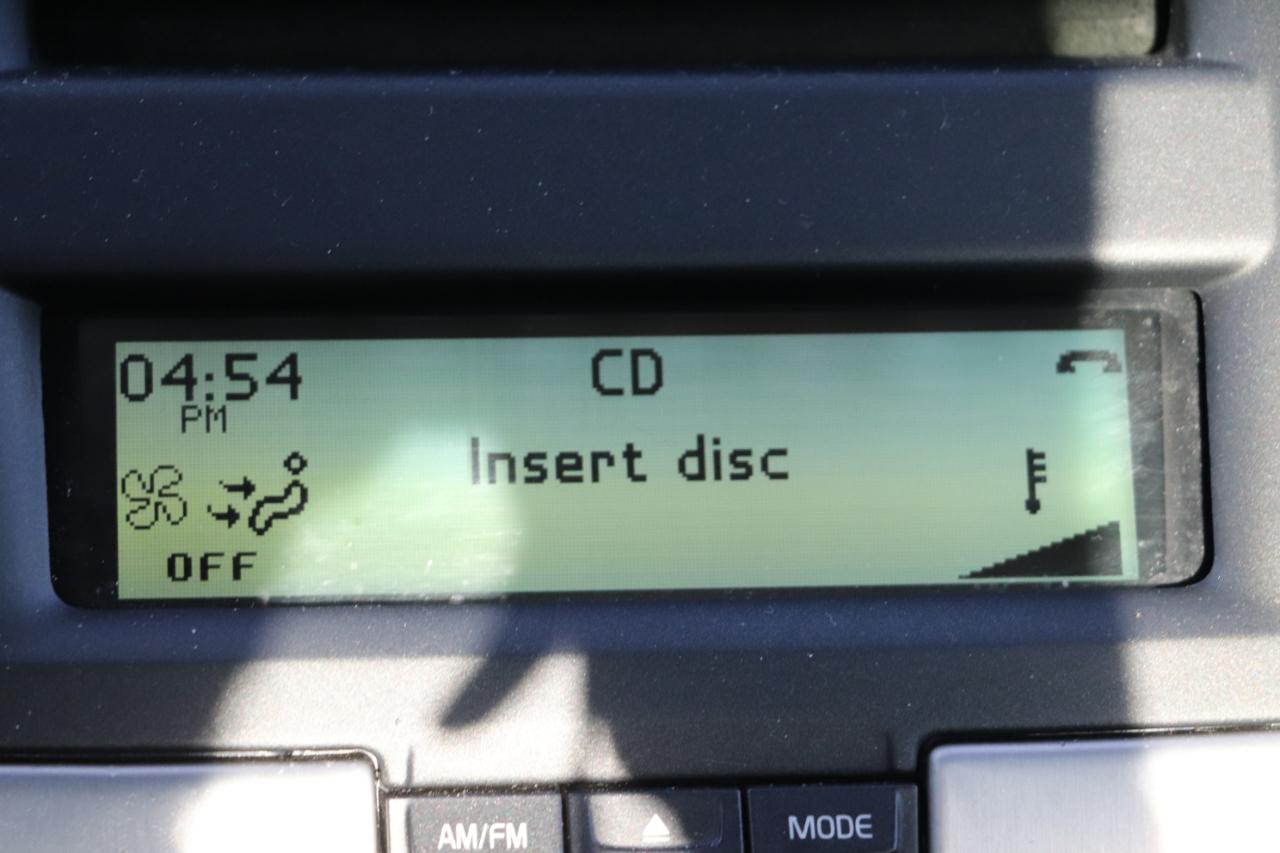 04:54
PM
CD
Insert disc
OFF
AM/FM
MODE